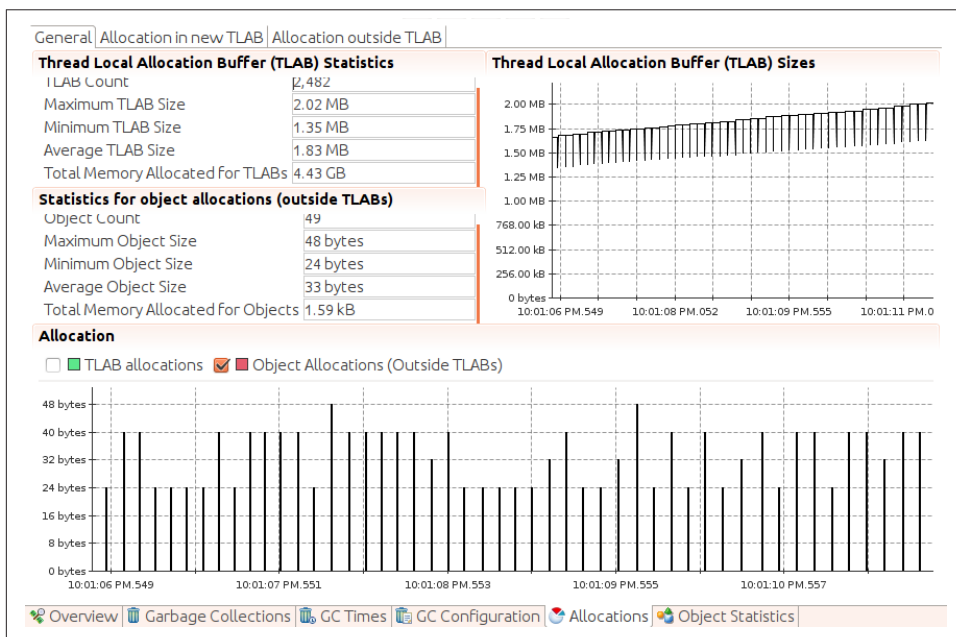 General Allocation in new TLAB Allocation outside TLAB
Thread Local Allocation Buffer (TLAB) Statistics
TLAB Count 2,482
Maximum TLAB Size 2.02 MB
Minimum TLAB Size 1.35 MB
Average TLAB Size 1.83 MB
Total Memory Allocated for TLABs 4.43 GB
Statistics for object allocations (outside TLABs)
Object Count 49
Maximum Object Size 48 bytes
Minimum Object Size 24 bytes
Average Object Size 33 bytes
Total Memory Allocated for Objects 1.59 kB
Thread Local Allocation Buffer (TLAB) Sizes
2.00 MB
1.75 MB
1.50 MB
1.25 MB
1.00 MB
768.00 kB
512.00 kB
256.00 kB
0 bytes
10:01:06 PM.549 10:01:08 PM.052 10:01:09 PM.555 10:01:11 PM.0
Allocation
TLAB allocations Object Allocations (Outside TLABs)
48 bytes
40 bytes
32 bytes
24 bytes
16 bytes
8 bytes
0 bytes
10:01:06 PM.549 10:01:07 PM.551 10:01:08 PM.553 10:01:09 PM.555 10:01:10 PM.557
Overview Garbage Collections GC Times GC Configuration Allocations Object Statistics